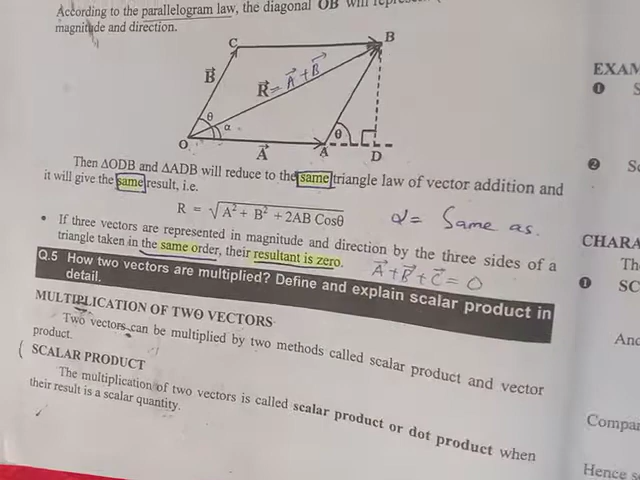 According to the parallelogram law, the diagonal OB will
magnitude and direction.
C
B
B⃗
R⃗ = A⃗ + B⃗
θ
α
θ
O
A⃗
A
D
Then ΔODB and ΔADB will reduce to the same triangle law of vector addition and
it will give the same result, i.e.
R = √A² + B² + 2AB Cosθ
α = Same as.
• If three vectors are represented in magnitude and direction by the three sides of a
triangle taken in the same order, their resultant is zero.
A⃗ + B⃗ + C⃗ = 0
Q.5 How two vectors are multiplied? Define and explain scalar product in
detail.
MULTIPLICATION OF TWO VECTORS
Two vectors can be multiplied by two methods called scalar product and vector
product.
( SCALAR PRODUCT
The multiplication of two vectors is called scalar product or dot product when
their result is a scalar quantity.
EXAM
❶ S
❷ Sc
CHARA
Th
❶ SC
And
Compar
Hence s